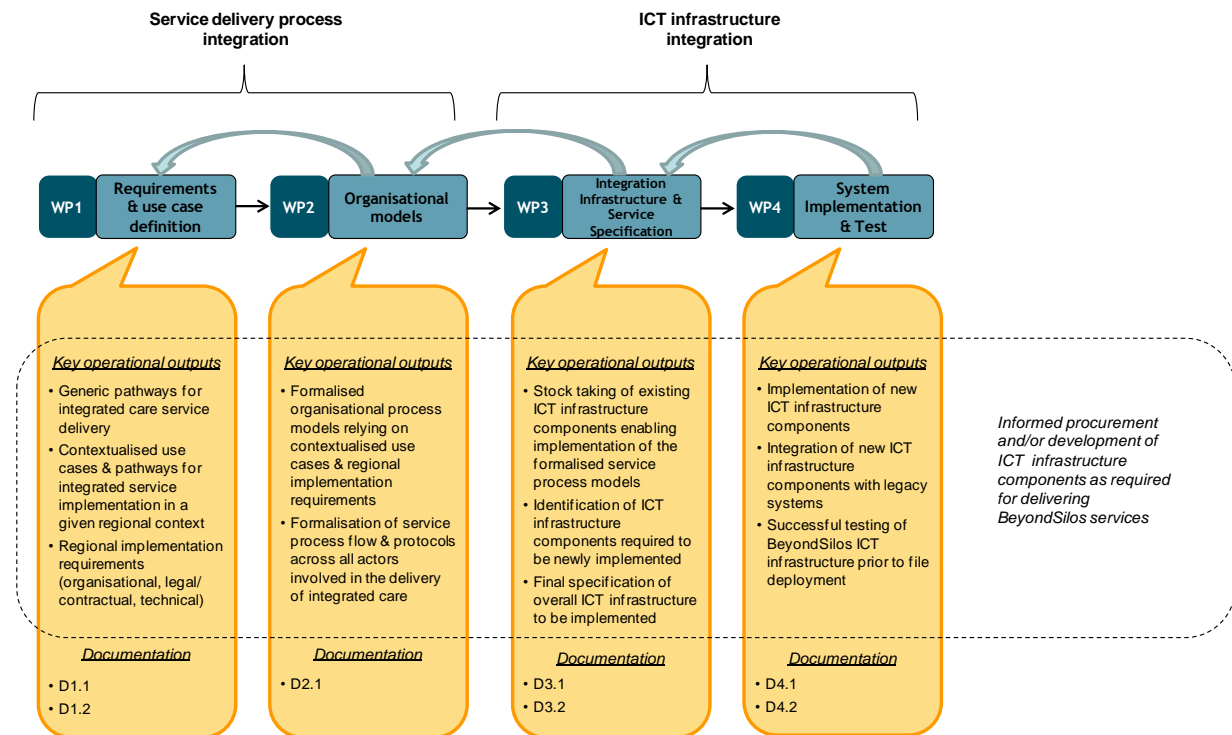 Service delivery process
integration
ICT infrastructure
integration
WP1
Requirements
& use case
definition
WP2
Organisational
models
WP3
Integration
Infrastructure &
Service
Specification
WP4
System
Implementation
& Test
Key operational outputs
• Generic pathways for
integrated care service
delivery
• Contextualised use
cases & pathways for
integrated service
implementation in a
given regional context
• Regional implementation
requirements
(organisational, legal/
contractual, technical)
Documentation
• D1.1
• D1.2
Key operational outputs
• Formalised
organisational process
models relying on
contextualised use
cases & regional
implementation
requirements
• Formalisation of service
process flow & protocols
across all actors
involved in the delivery
of integrated care
Documentation
• D2.1
Key operational outputs
• Stock taking of existing
ICT infrastructure
components enabling
implementation of the
formalised service
process models
• Identification of ICT
infrastructure
components required to
be newly implemented
• Final specification of
overall ICT infrastructure
to be implemented
Documentation
• D3.1
• D3.2
Key operational outputs
• Implementation of new
ICT infrastructure
components
• Integration of new ICT
infrastructure
components with legacy
systems
• Successful testing of
BeyondSilos ICT
infrastructure prior to file
deployment
Documentation
• D4.1
• D4.2
Informed procurement
and/or development of
ICT infrastructure
components as required
for delivering
BeyondSilos services